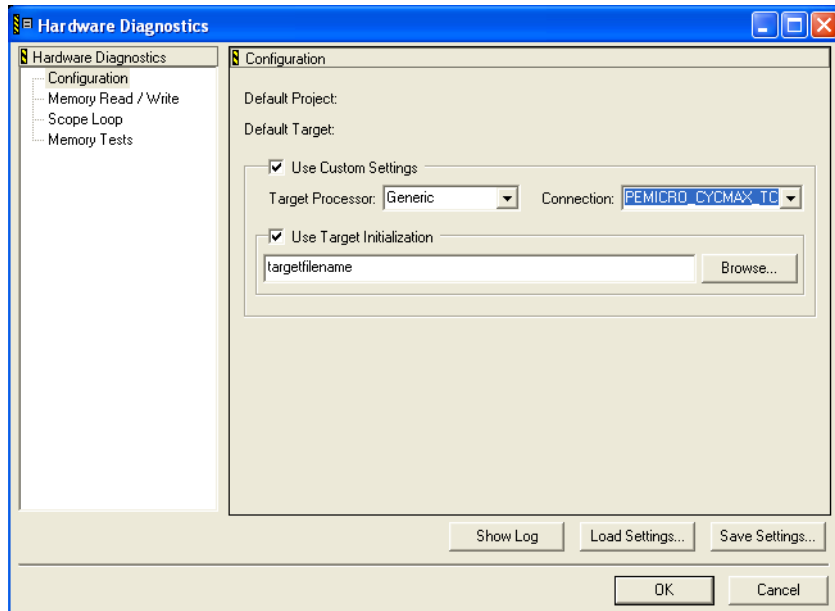 Hardware Diagnostics
Hardware Diagnostics
Configuration
Memory Read / Write
Scope Loop
Memory Tests
Configuration
Default Project:
Default Target:
Use Custom Settings
Target Processor: Generic Connection: PEMICRO_CYCMAX_TC
Use Target Initialization
targetfilename Browse...
Show Log Load Settings... Save Settings...
OK Cancel